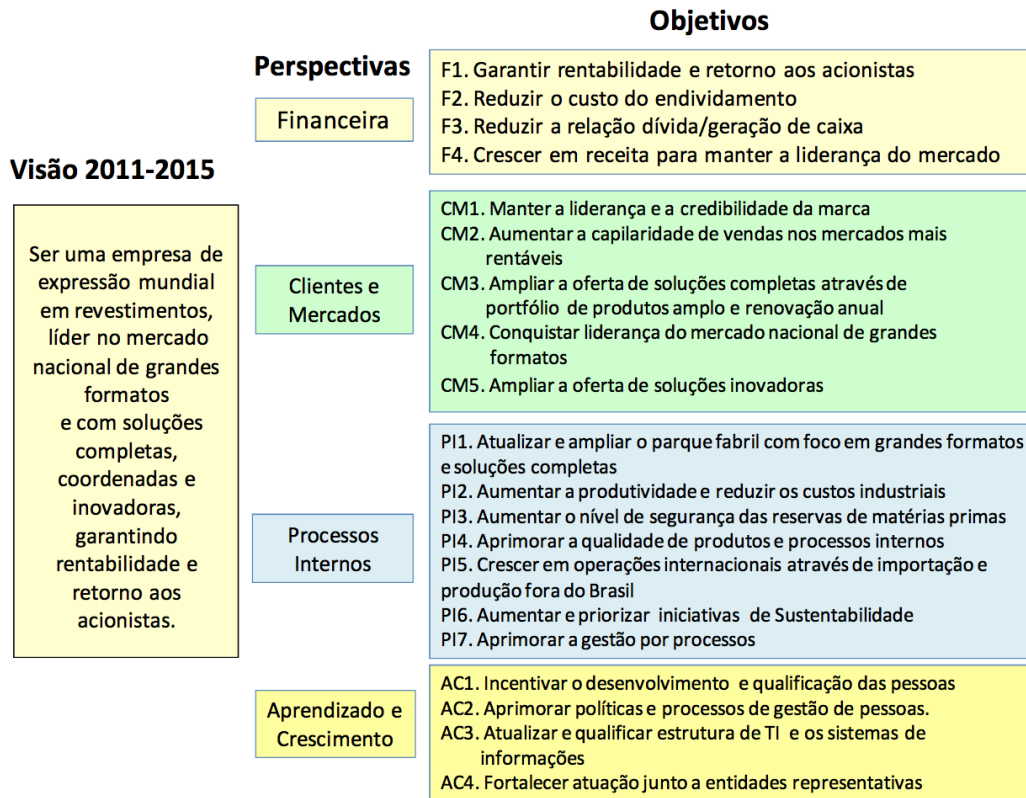 Objetivos
Perspectivas
Financeira
F1. Garantir rentabilidade e retorno aos acionistas
F2. Reduzir o custo do endividamento
F3. Reduzir a relação dívida/geração de caixa
F4. Crescer em receita para manter a liderança do mercado
Visão 2011-2015
Ser uma empresa de
expressão mundial
em revestimentos,
líder no mercado
nacional de grandes
formatos
e com soluções
completas,
coordenadas e
inovadoras,
garantindo
rentabilidade e
retorno aos
acionistas.
Clientes e
Mercados
CM1. Manter a liderança e a credibilidade da marca
CM2. Aumentar a capilaridade de vendas nos mercados mais
rentáveis
CM3. Ampliar a oferta de soluções completas através de
portfólio de produtos amplo e renovação anual
CM4. Conquistar liderança do mercado nacional de grandes
formatos
CM5. Ampliar a oferta de soluções inovadoras
Processos
Internos
PI1. Atualizar e ampliar o parque fabril com foco em grandes formatos
e soluções completas
PI2. Aumentar a produtividade e reduzir os custos industriais
PI3. Aumentar o nível de segurança das reservas de matérias primas
PI4. Aprimorar a qualidade de produtos e processos internos
PI5. Crescer em operações internacionais através de importação e
produção fora do Brasil
PI6. Aumentar e priorizar iniciativas de Sustentabilidade
PI7. Aprimorar a gestão por processos
Aprendizado e
Crescimento
AC1. Incentivar o desenvolvimento e qualificação das pessoas
AC2. Aprimorar políticas e processos de gestão de pessoas.
AC3. Atualizar e qualificar estrutura de TI e os sistemas de
informações
AC4. Fortalecer atuação junto a entidades representativas